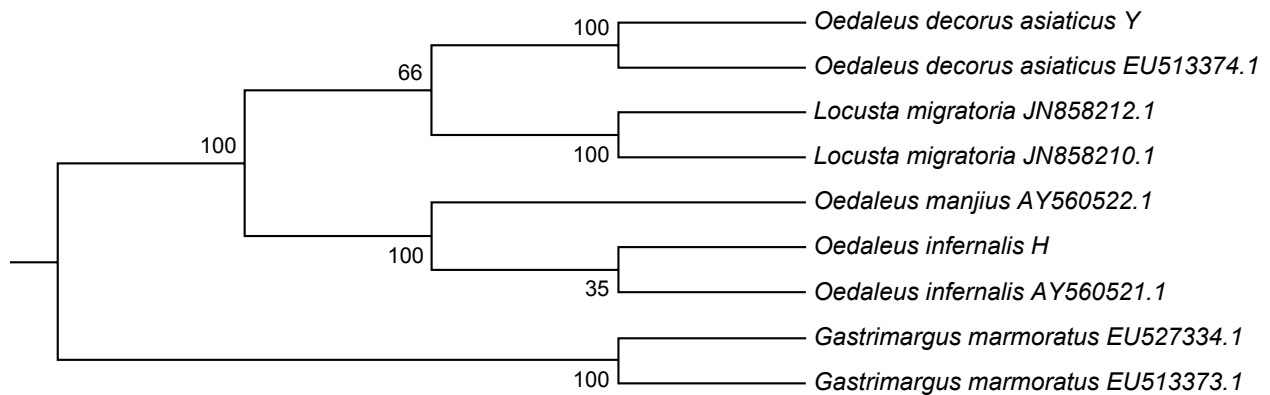 100
Oedaleus decorus asiaticus Y
66
Oedaleus decorus asiaticus EU513374.1
Locusta migratoria JN858212.1
100
100
Locusta migratoria JN858210.1
Oedaleus manjius AY560522.1
100
Oedaleus infernalis H
35
Oedaleus infernalis AY560521.1
Gastrimargus marmoratus EU527334.1
100
Gastrimargus marmoratus EU513373.1